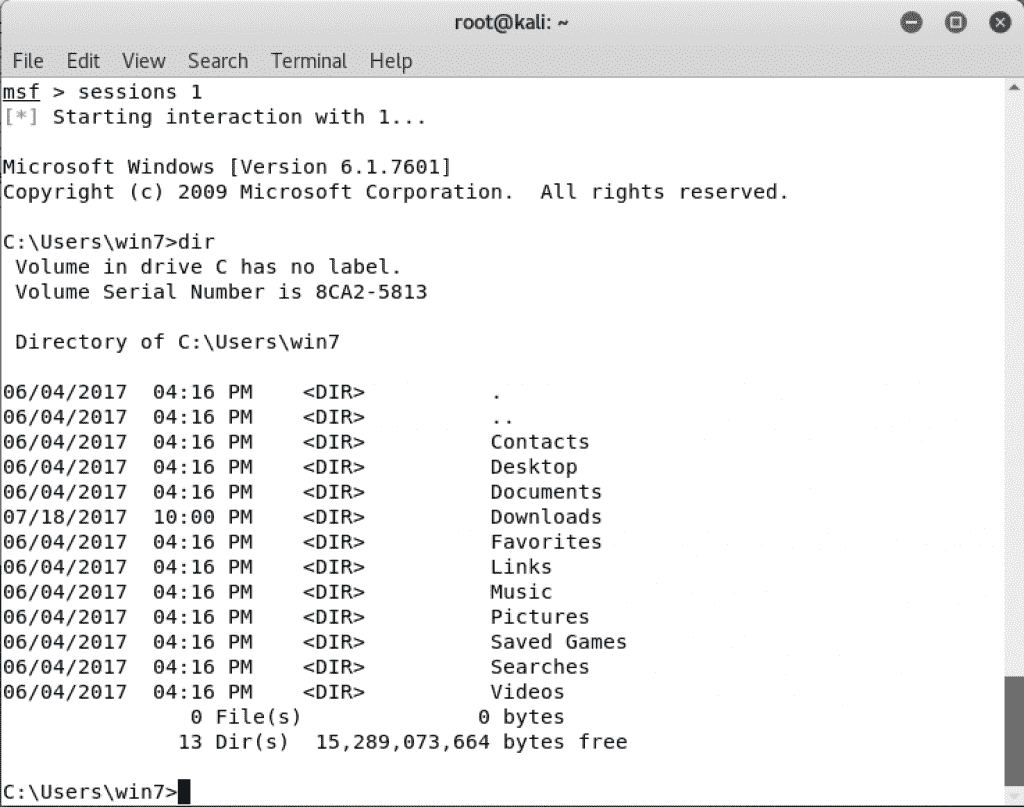 root@kali: ~
File Edit View Search Terminal Help
msf > sessions 1
[*] Starting interaction with 1...
Microsoft Windows [Version 6.1.7601]
Copyright (c) 2009 Microsoft Corporation.  All rights reserved.
C:\Users\win7>dir
 Volume in drive C has no label.
 Volume Serial Number is 8CA2-5813
 Directory of C:\Users\win7
06/04/2017  04:16 PM    <DIR>          .
06/04/2017  04:16 PM    <DIR>          ..
06/04/2017  04:16 PM    <DIR>          Contacts
06/04/2017  04:16 PM    <DIR>          Desktop
06/04/2017  04:16 PM    <DIR>          Documents
07/18/2017  10:00 PM    <DIR>          Downloads
06/04/2017  04:16 PM    <DIR>          Favorites
06/04/2017  04:16 PM    <DIR>          Links
06/04/2017  04:16 PM    <DIR>          Music
06/04/2017  04:16 PM    <DIR>          Pictures
06/04/2017  04:16 PM    <DIR>          Saved Games
06/04/2017  04:16 PM    <DIR>          Searches
06/04/2017  04:16 PM    <DIR>          Videos
               0 File(s)              0 bytes
              13 Dir(s)  15,289,073,664 bytes free
C:\Users\win7>